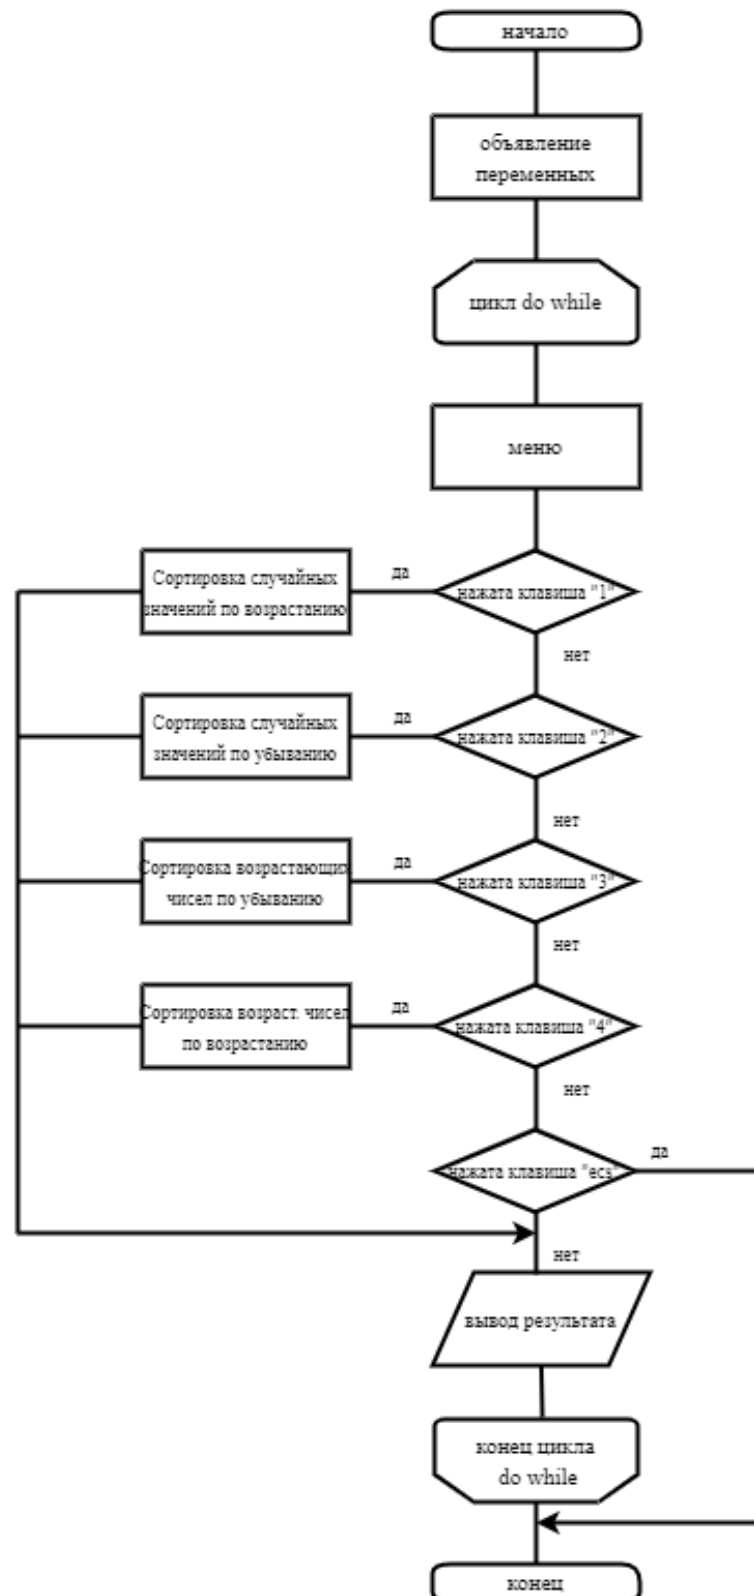 начало
объявление
переменных
цикл do while
меню
нажата клавиша "1"
да
Сортировка случайных
значений по возрастанию
нет
нажата клавиша "2"
да
Сортировка случайных
значений по убыванию
нет
нажата клавиша "3"
да
Сортировка возрастающих
чисел по убыванию
нет
нажата клавиша "4"
да
Сортировка возраст. чисел
по возрастанию
нет
нажата клавиша "ecs"
да
нет
вывод результата
конец цикла
do while
конец